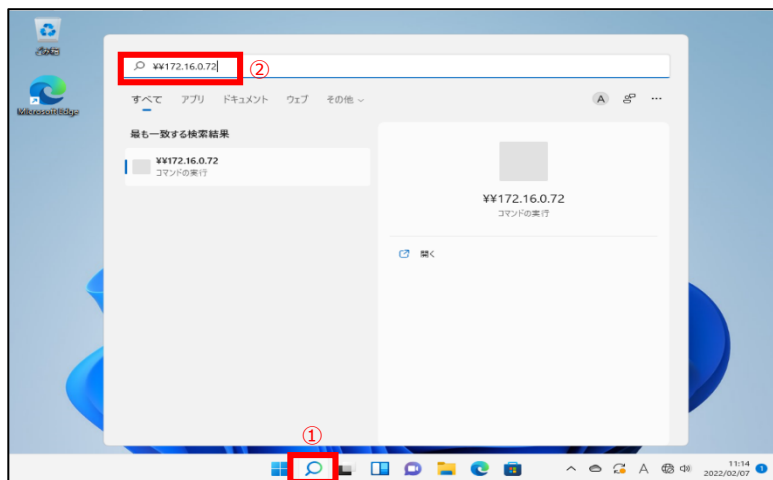 ごみ箱
Microsoft Edge
¥¥172.16.0.72
②
すべて アプリ ドキュメント ウェブ その他
A
最も一致する検索結果
¥¥172.16.0.72
コマンドの実行
¥¥172.16.0.72
コマンドの実行
開く
①
A
11:14
2022/02/07
1